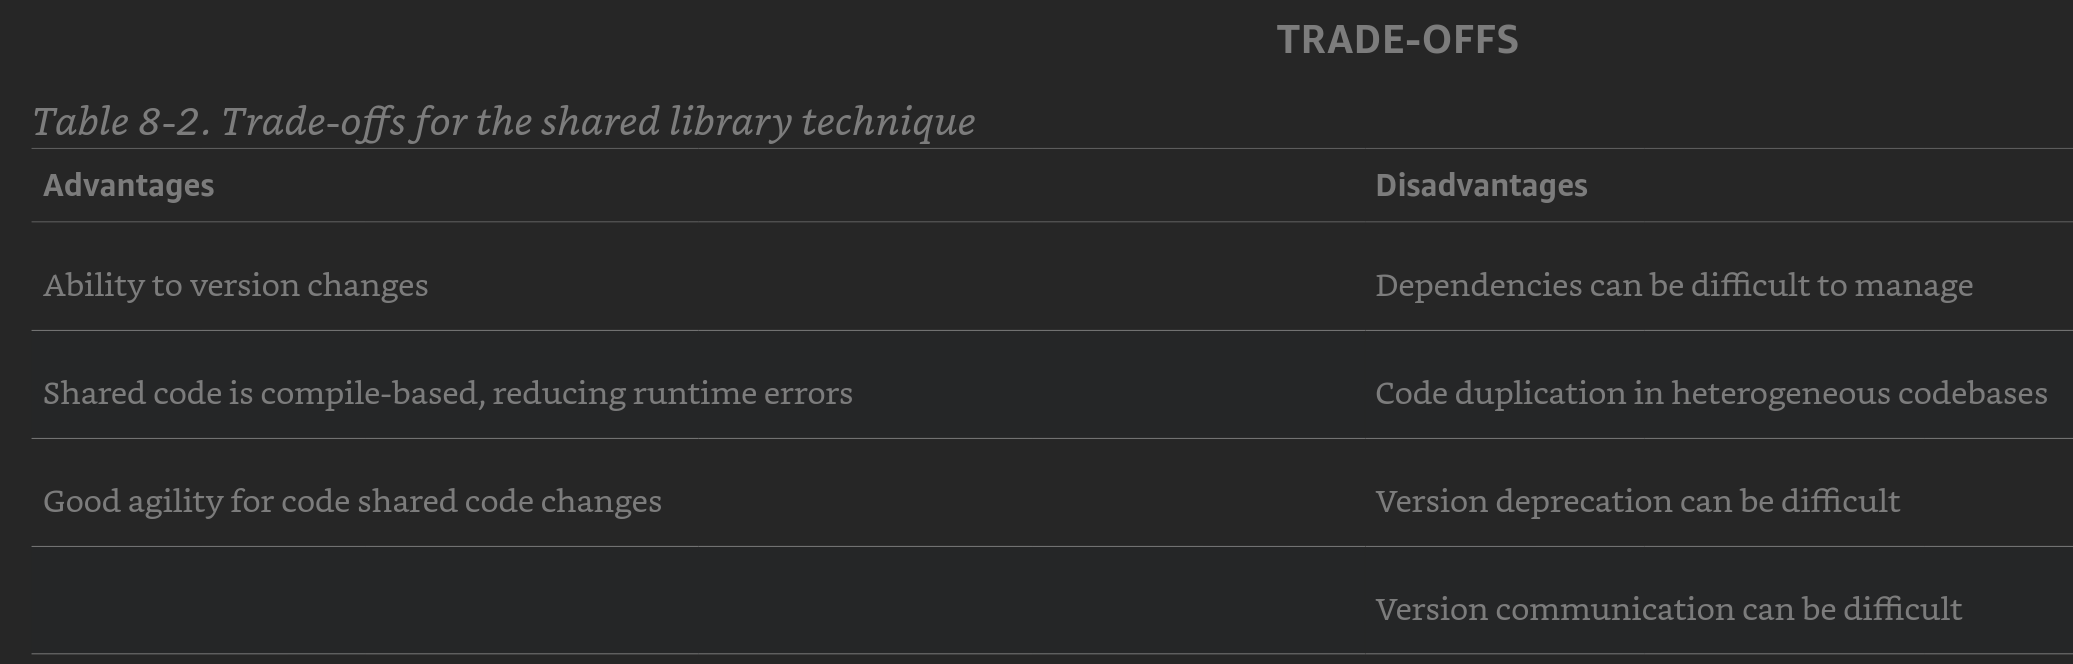 TRADE-OFFS
Table 8-2. Trade-offs for the shared library technique
Advantages Disadvantages
Ability to version changes Dependencies can be difficult to manage
Shared code is compile-based, reducing runtime errors Code duplication in heterogeneous codebases
Good agility for code shared code changes Version deprecation can be difficult
Version communication can be difficult